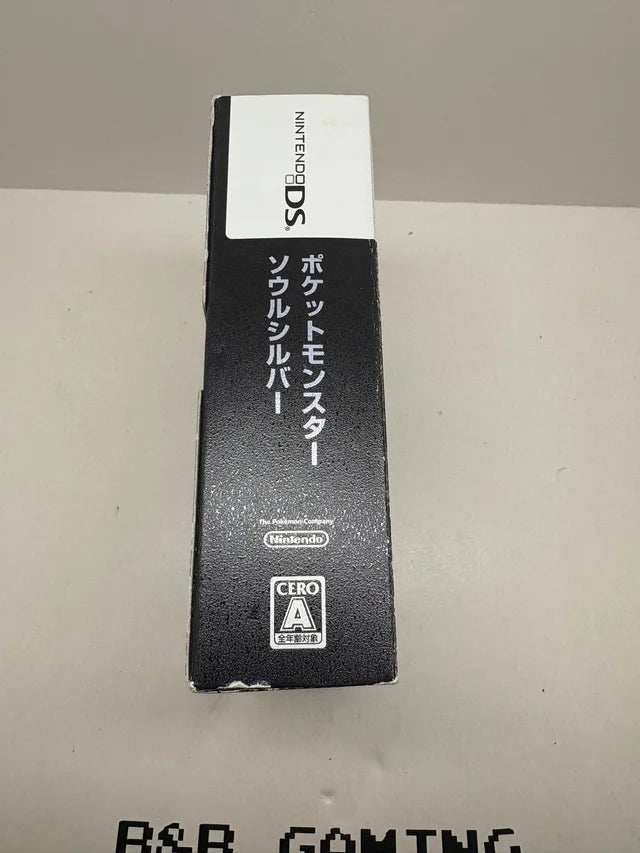 NINTENDO DS®
ポケットモンスター
ソウルシルバー
The Pokémon Company
Nintendo
CERO
A
全年齢対象
B&B GAMING